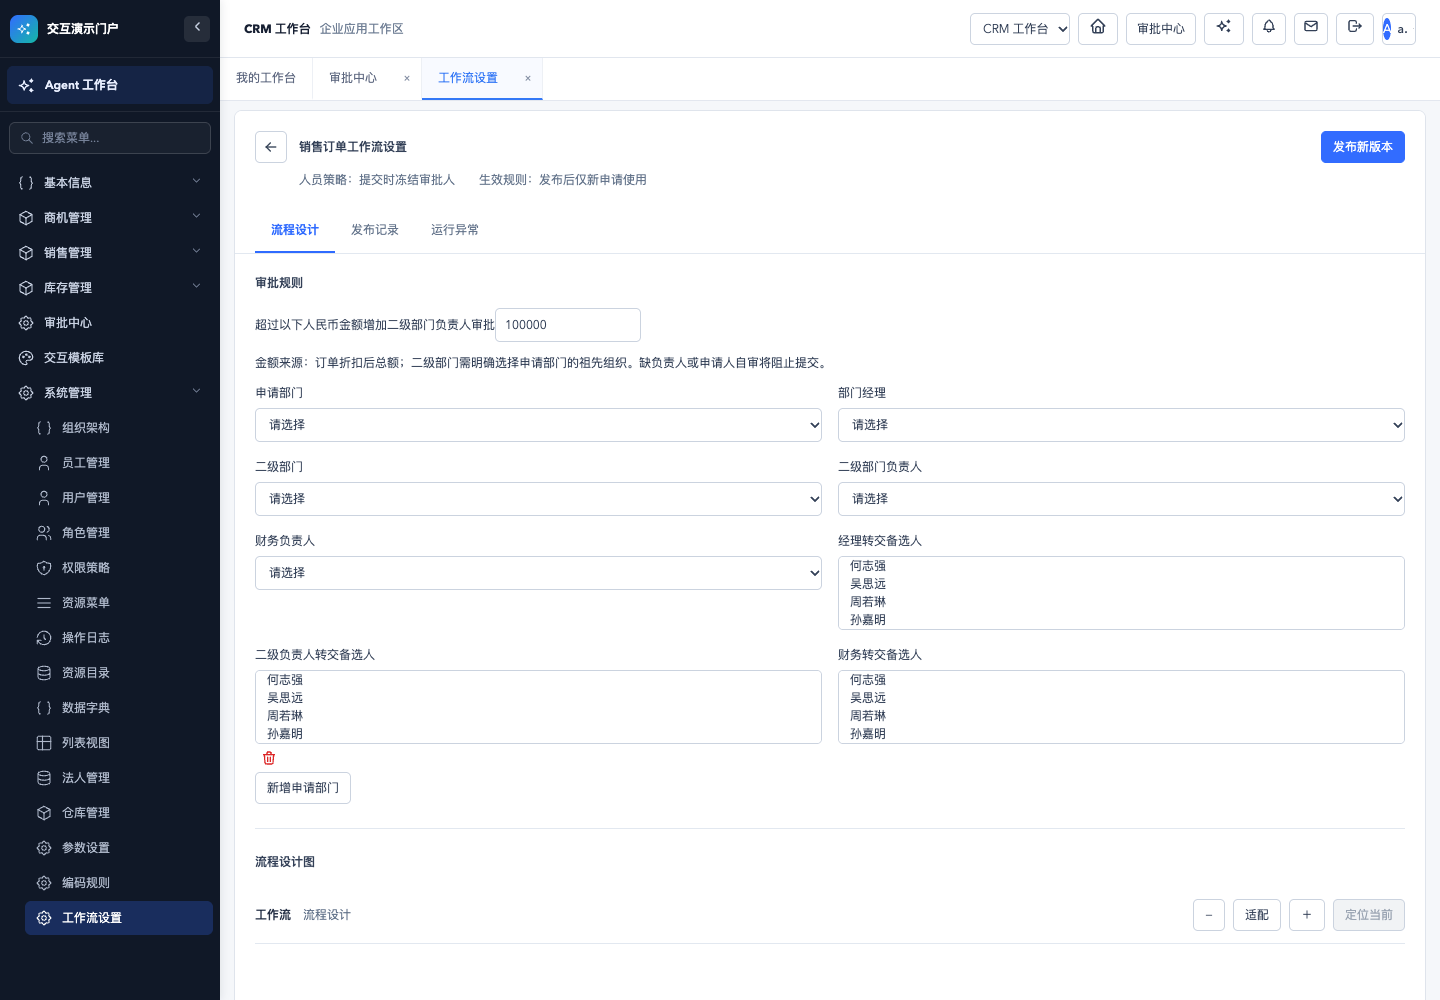 交互演示门户
CRM 工作台 企业应用工作区
CRM 工作台
审批中心
A a.
Agent 工作台
搜索菜单...
基本信息
商机管理
销售管理
库存管理
审批中心
交互模板库
系统管理
组织架构
员工管理
用户管理
角色管理
权限策略
资源菜单
操作日志
资源目录
数据字典
列表视图
法人管理
仓库管理
参数设置
编码规则
工作流设置
我的工作台
审批中心 ×
工作流设置 ×
销售订单工作流设置
发布新版本
人员策略：提交时冻结审批人 生效规则：发布后仅新申请使用
流程设计 发布记录 运行异常
审批规则
超过以下人民币金额增加二级部门负责人审批 100000
金额来源：订单折扣后总额；二级部门需明确选择申请部门的祖先组织。缺负责人或申请人自审将阻止提交。
申请部门
请选择
部门经理
请选择
二级部门
请选择
二级部门负责人
请选择
财务负责人
请选择
经理转交备选人
何志强
吴思远
周若琳
孙嘉明
二级负责人转交备选人
何志强
吴思远
周若琳
孙嘉明
财务转交备选人
何志强
吴思远
周若琳
孙嘉明
新增申请部门
流程设计图
工作流 流程设计
− 适配 + 定位当前